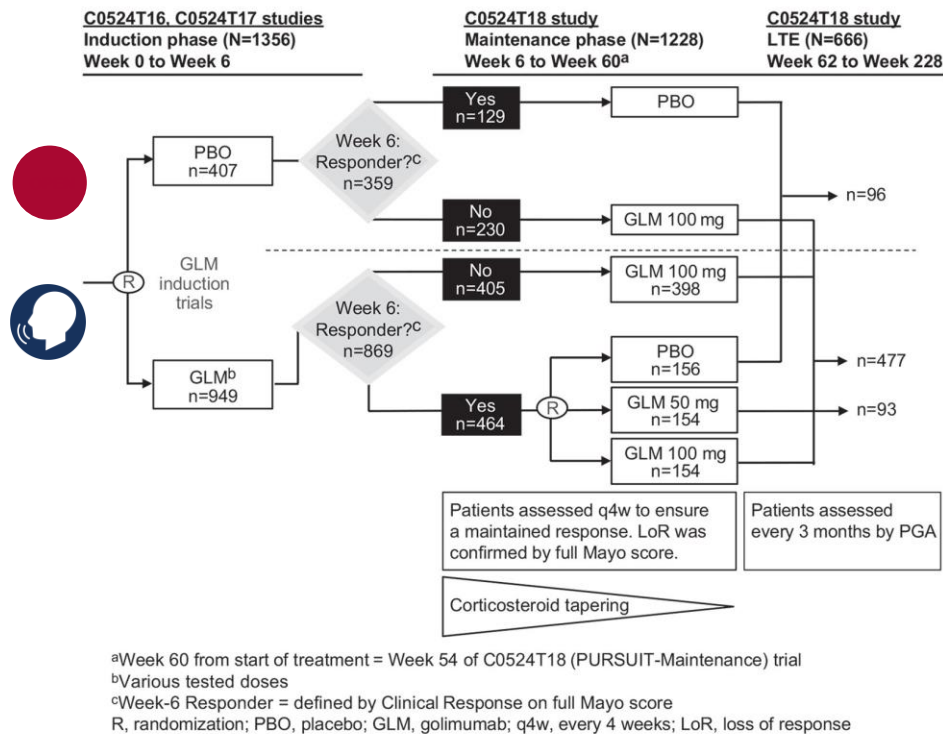 C0524T16, C0524T17 studies
Induction phase (N=1356)
Week 0 to Week 6
C0524T18 study
Maintenance phase (N=1228)
Week 6 to Week 60ᵃ
C0524T18 study
LTE (N=666)
Week 62 to Week 228
PBO
n=407
Week 6:
Responder?ᶜ
n=359
Yes
n=129
PBO
No
n=230
GLM 100 mg
n=96
R
GLM
induction
trials
GLMᵇ
n=949
Week 6:
Responder?ᶜ
n=869
No
n=405
GLM 100 mg
n=398
Yes
n=464
R
PBO
n=156
GLM 50 mg
n=154
GLM 100 mg
n=154
n=477
n=93
Patients assessed q4w to ensure
a maintained response. LoR was
confirmed by full Mayo score.
Patients assessed
every 3 months by PGA
Corticosteroid tapering
ᵃWeek 60 from start of treatment = Week 54 of C0524T18 (PURSUIT-Maintenance) trial
ᵇVarious tested doses
ᶜWeek-6 Responder = defined by Clinical Response on full Mayo score
R, randomization; PBO, placebo; GLM, golimumab; q4w, every 4 weeks; LoR, loss of response